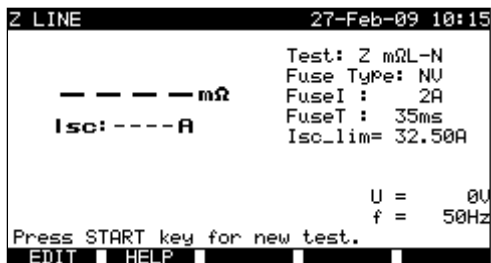 Z LINE 27-Feb-09 10:15
Test: Z mΩL-N
Fuse Type: NV
– – – – mΩ
FuseI : 2A
FuseT : 35ms
Isc:----A
Isc_lim= 32.50A
U = 0V
f = 50Hz
Press START key for new test.
EDIT HELP